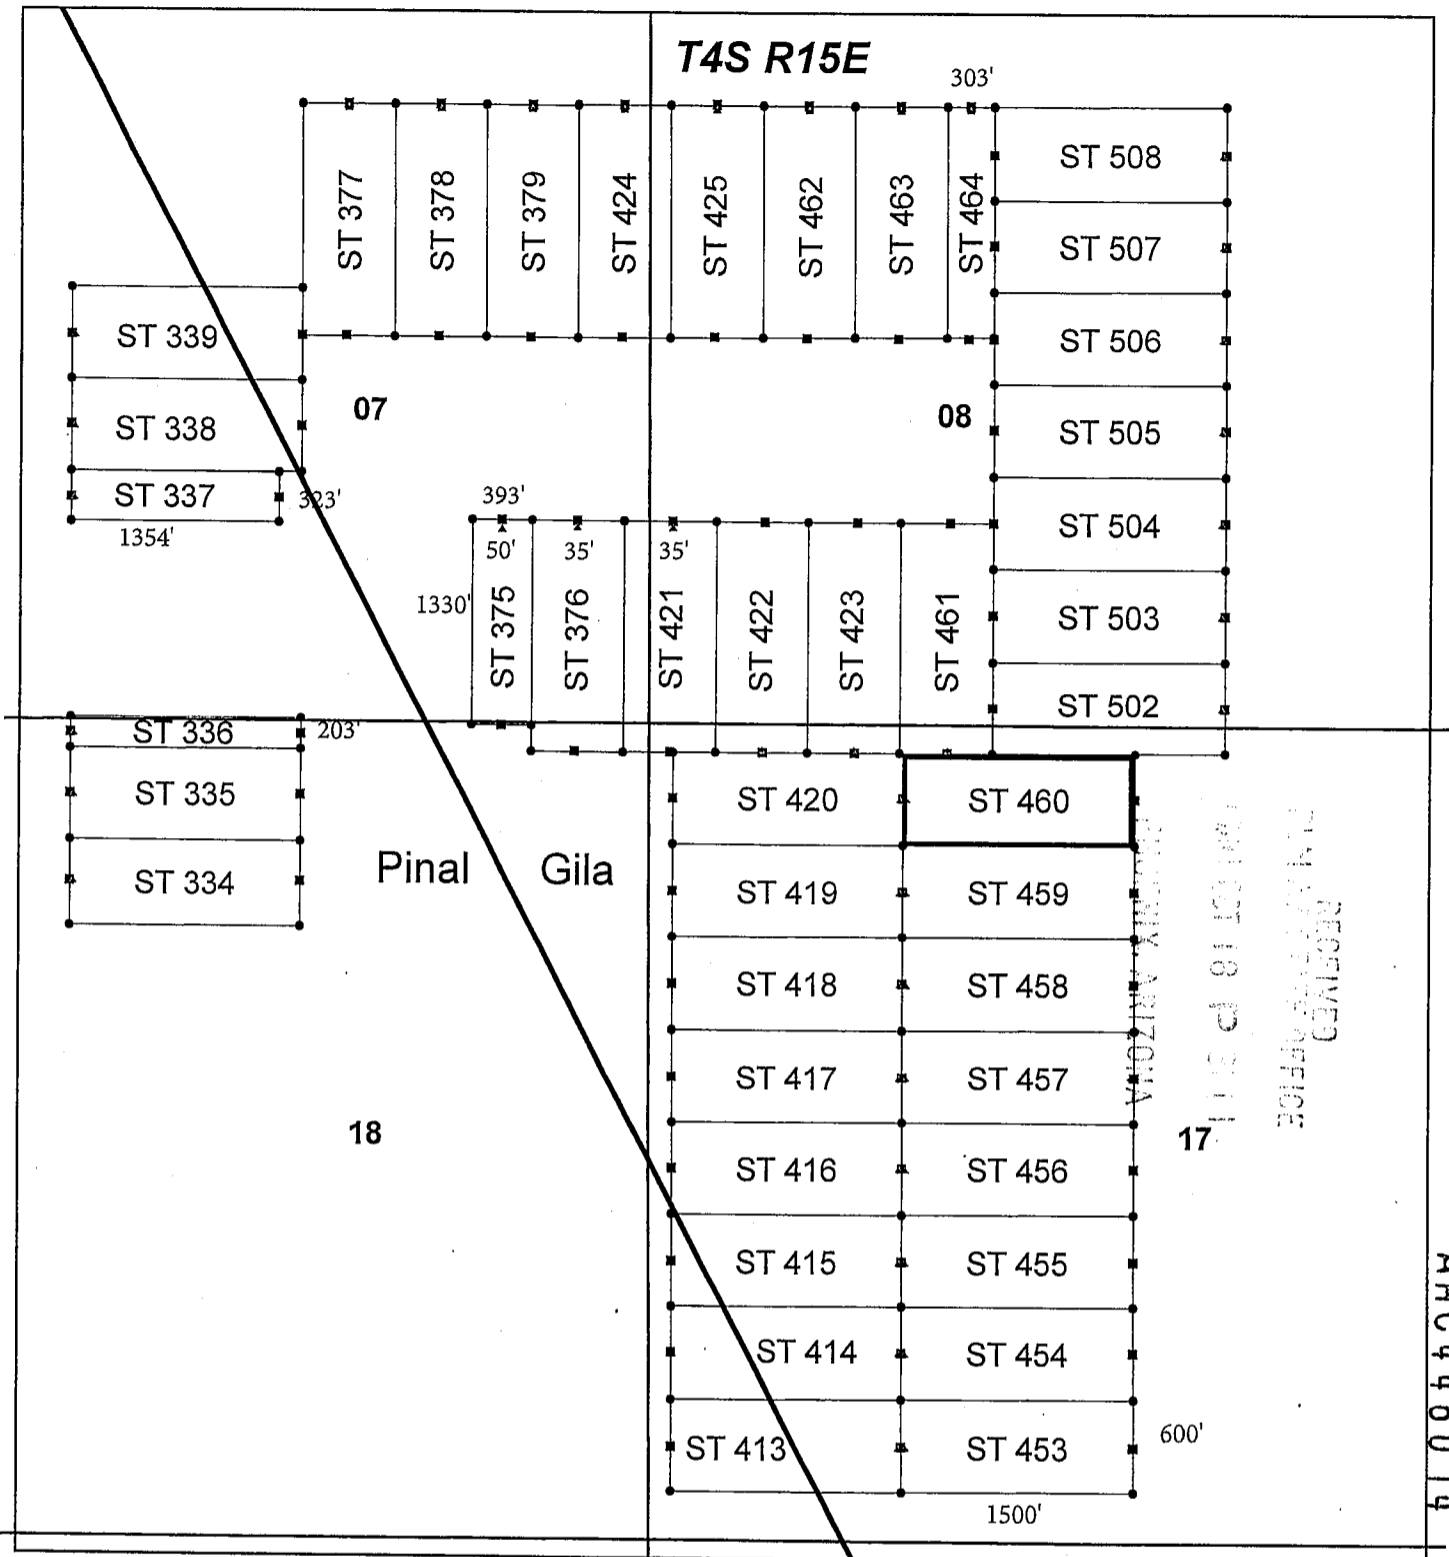 T4S R15E
303'
ST 377
ST 378
ST 379
ST 424
ST 425
ST 462
ST 463
ST 464
ST 508
ST 507
ST 506
ST 505
ST 504
ST 503
ST 502
ST 339
ST 338
ST 337
323'
1354'
07
08
393'
50'
35'
35'
1330'
ST 375
ST 376
ST 421
ST 422
ST 423
ST 461
ST 336
203'
ST 335
ST 334
Pinal
Gila
ST 420
ST 460
ST 419
ST 459
ST 418
ST 458
ST 417
ST 457
ST 416
ST 456
ST 415
ST 455
ST 414
ST 454
ST 413
ST 453
600'
1500'
18
17
RECEIVED
OFFICE
18 P
ARIZONA